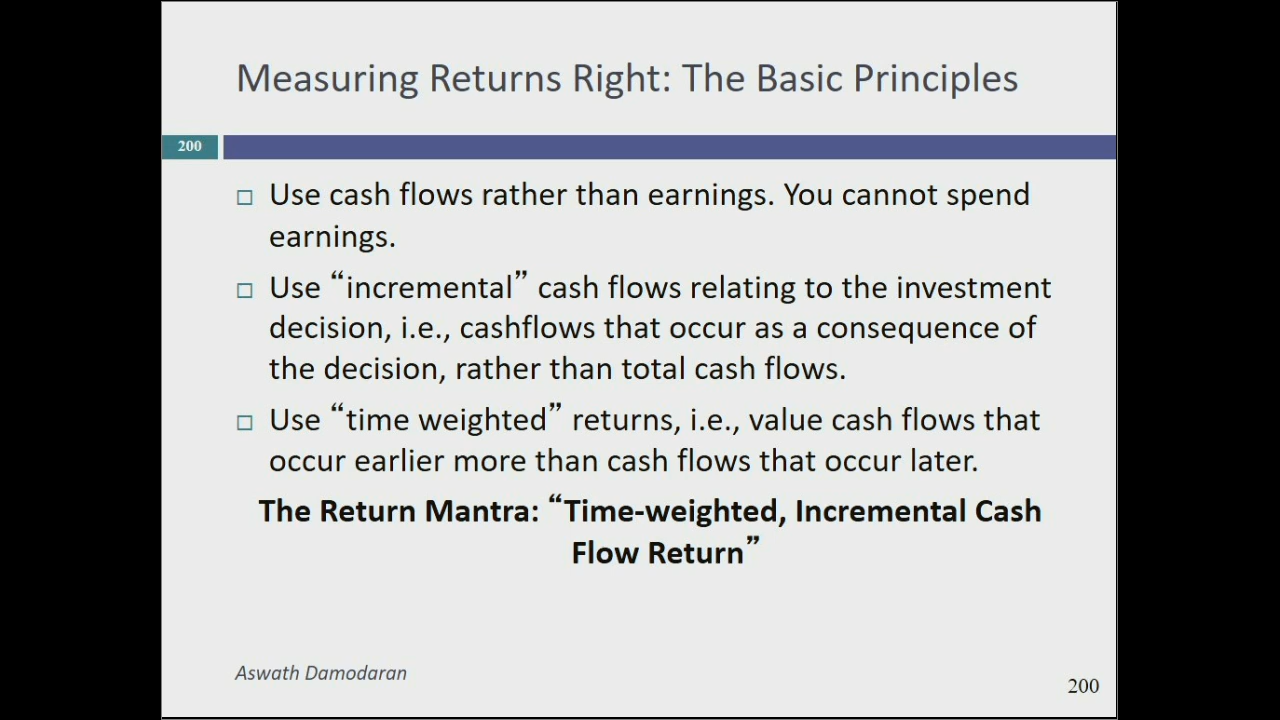 Measuring Returns Right: The Basic Principles
200
Use cash flows rather than earnings. You cannot spend
earnings.
Use “incremental” cash flows relating to the investment
decision, i.e., cashflows that occur as a consequence of
the decision, rather than total cash flows.
Use “time weighted” returns, i.e., value cash flows that
occur earlier more than cash flows that occur later.
The Return Mantra: “Time-weighted, Incremental Cash
Flow Return”
Aswath Damodaran
200